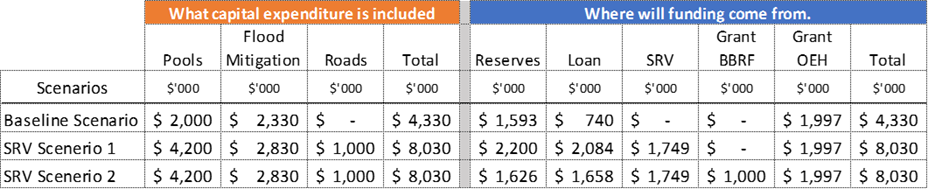 What capital expenditure is included Where will funding come from.
Flood Grant Grant
Pools Mitigation Roads Total Reserves Loan SRV BBRF OEH Total
Scenarios $'000 $'000 $'000 $'000 $'000 $'000 $'000 $'000 $'000 $'000
Baseline Scenario $ 2,000 $ 2,330 $ - $ 4,330 $ 1,593 $ 740 $ - $ - $ 1,997 $ 4,330
SRV Scenerio 1 $ 4,200 $ 2,830 $ 1,000 $ 8,030 $ 2,200 $ 2,084 $ 1,749 $ - $ 1,997 $ 8,030
SRV Scenerio 2 $ 4,200 $ 2,830 $ 1,000 $ 8,030 $ 1,626 $ 1,658 $ 1,749 $ 1,000 $ 1,997 $ 8,030